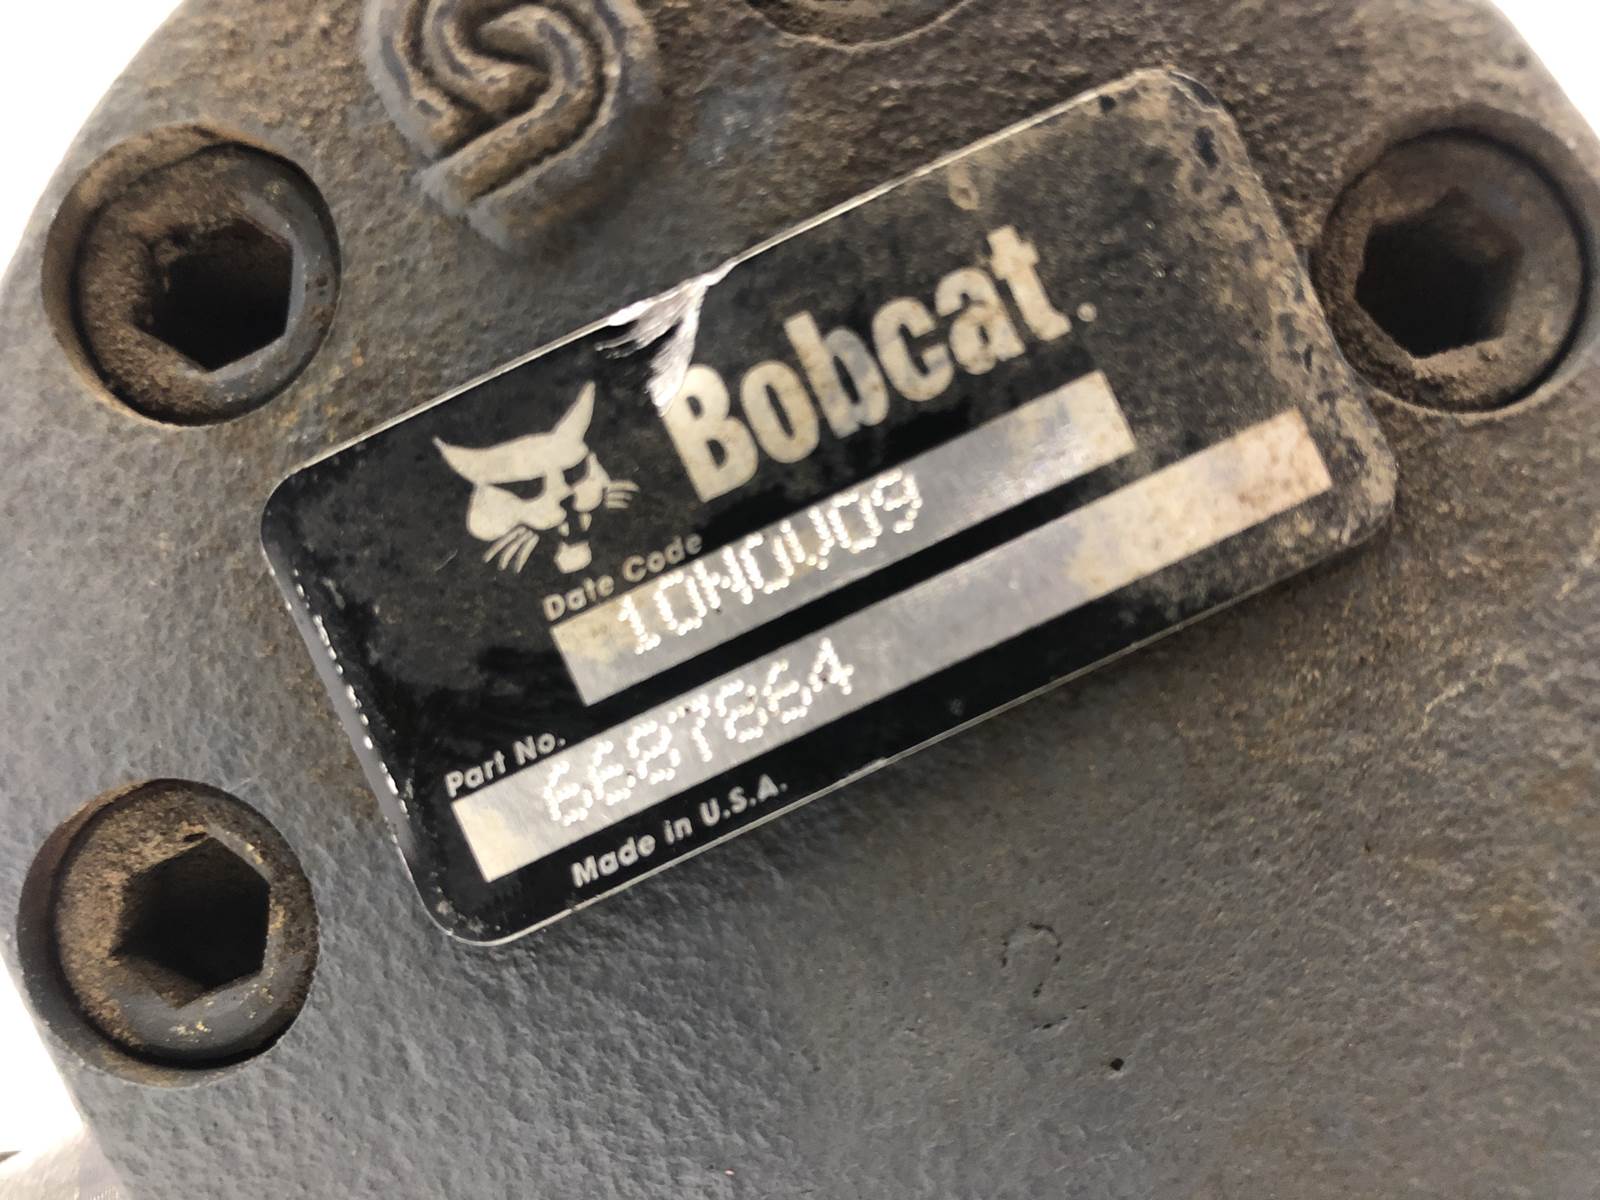 Bobcat.
Date Code
10NOV09
Part No.
6687864
Made in U.S.A.